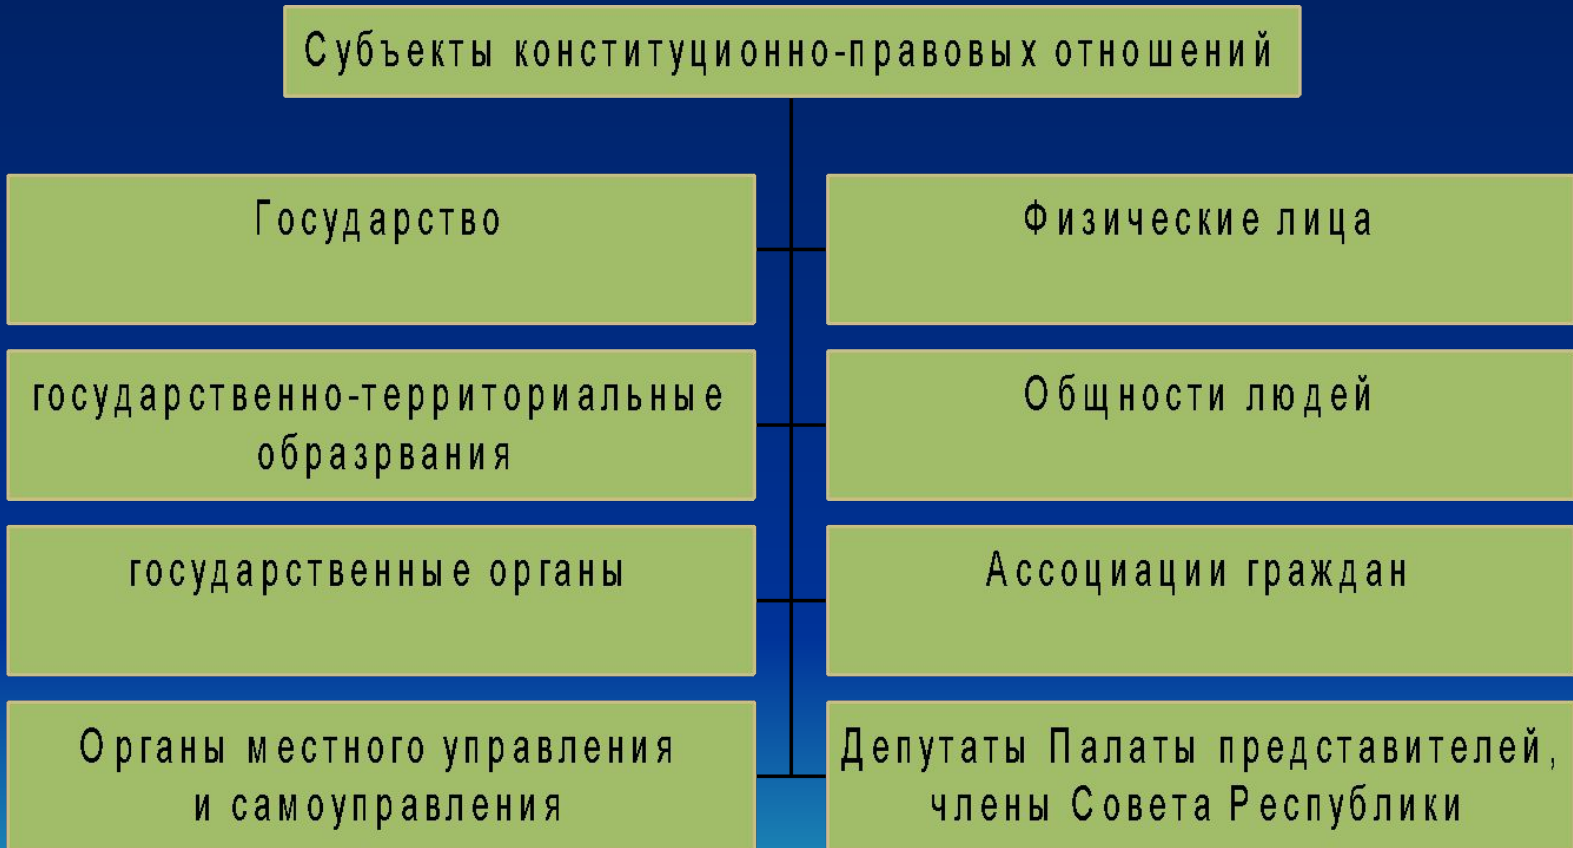 Субъекты конституционно-правовых отношений
Государство
Физические лица
государственно-территориальные
образрвания
Общности людей
государственные органы
Ассоциации граждан
Органы местного управления
и самоуправления
Депутаты Палаты представителей,
члены Совета Республики